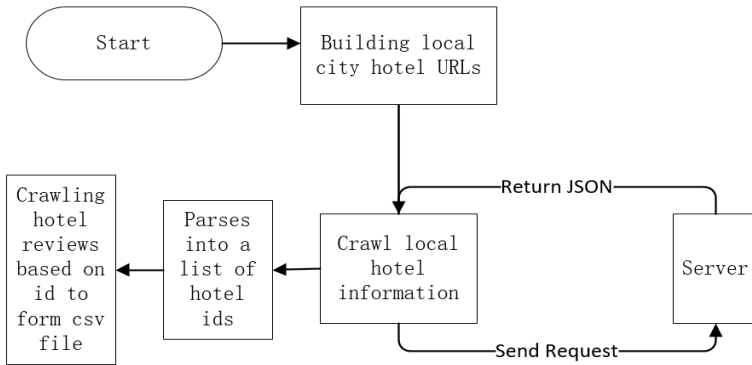 Start
Building local
city hotel URLs
Return JSON
Crawling
hotel
reviews
based on
id to
form csv
file
Parses
into a
list of
hotel
ids
Crawl local
hotel
information
Server
Send Request